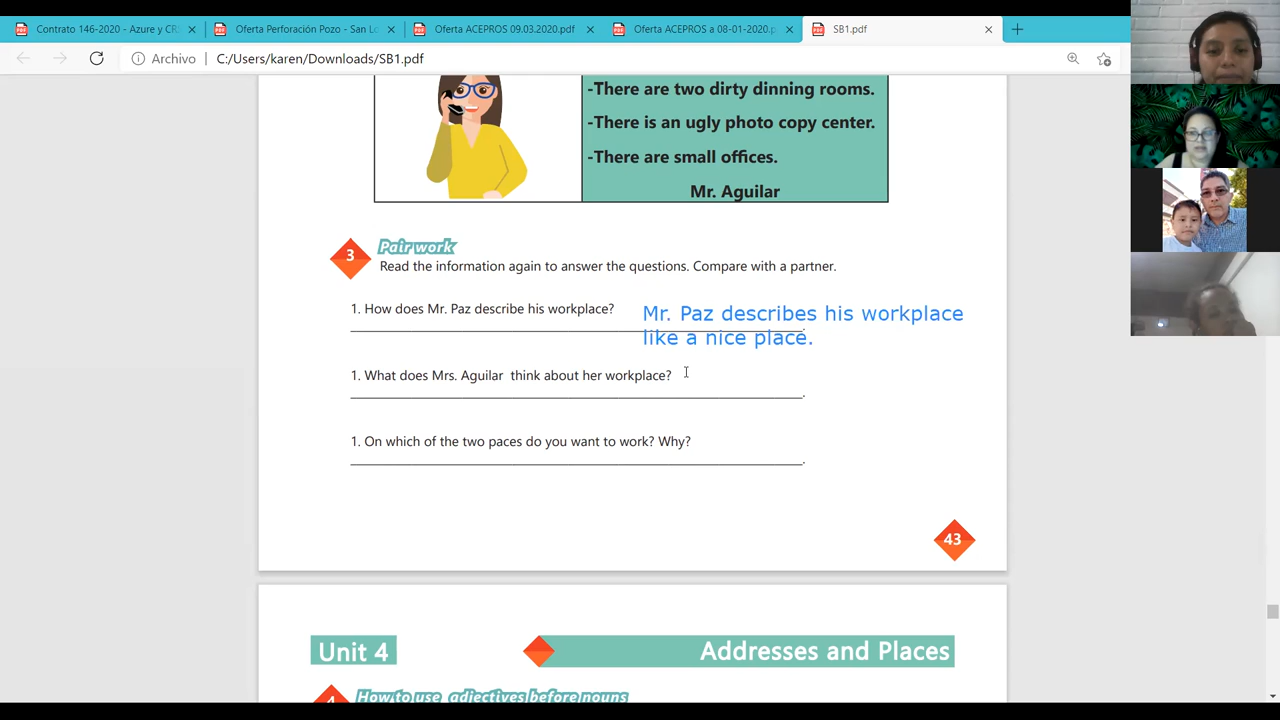 Contrato 146-2020 - Azure y CR
Oferta Perforación Pozo - San Lo
Oferta ACEPROS 09.03.2020.pdf
Oferta ACEPROS a 08-01-2020.p
SB1.pdf
Archivo
C:/Users/karen/Downloads/SB1.pdf
-There are two dirty dinning rooms.
-There is an ugly photo copy center.
-There are small offices.
Mr. Aguilar
3
Pair work
Read the information again to answer the questions. Compare with a partner.
1. How does Mr. Paz describe his workplace?
Mr. Paz describes his workplace
like a nice place.
1. What does Mrs. Aguilar think about her workplace?
1. On which of the two paces do you want to work? Why?
43
Unit 4
Addresses and Places
How to use adjectives before nouns